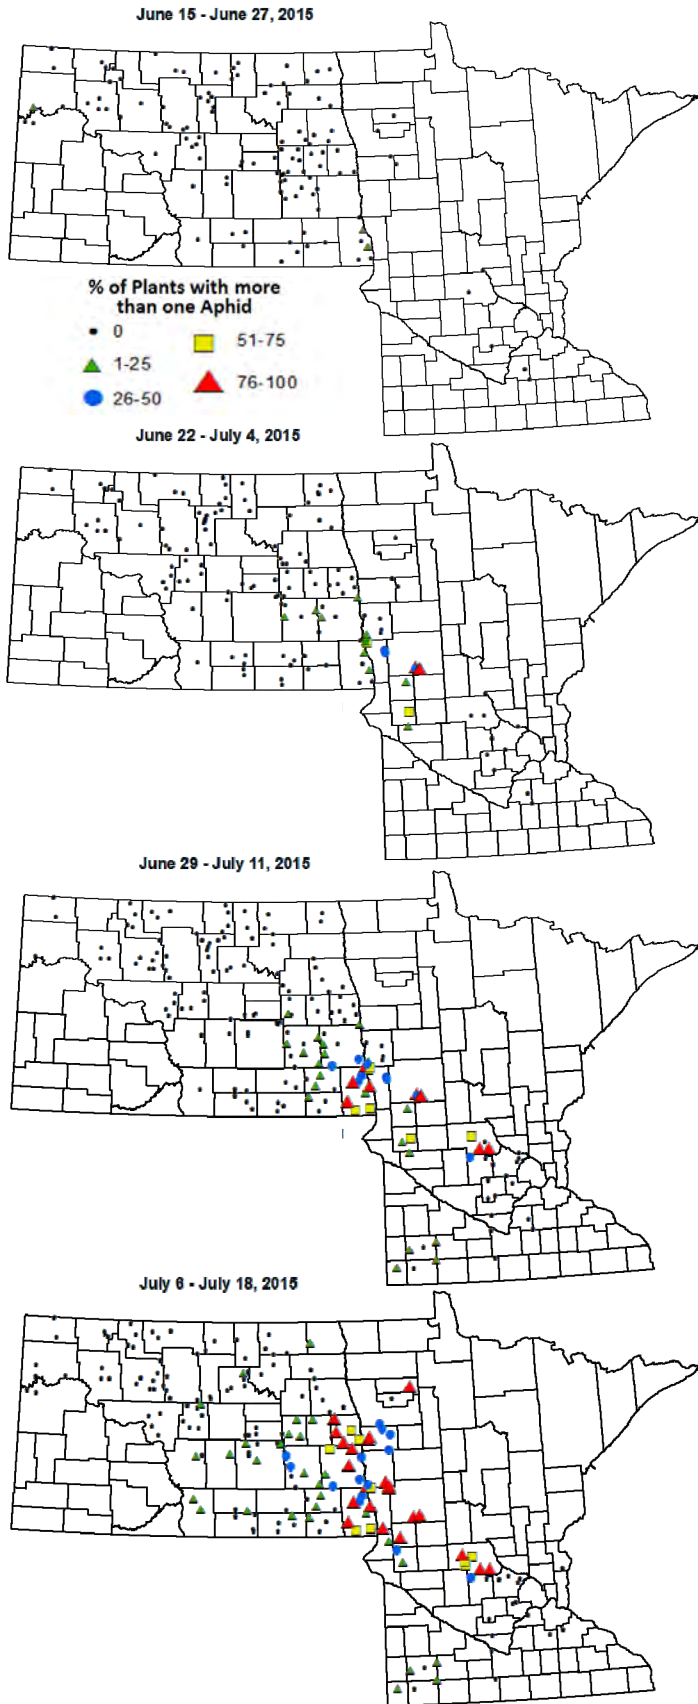 June 15 - June 27, 2015
% of Plants with more
than one Aphid
0
51-75
1-25
76-100
26-50
June 22 - July 4, 2015
June 29 - July 11, 2015
July 6 - July 18, 2015